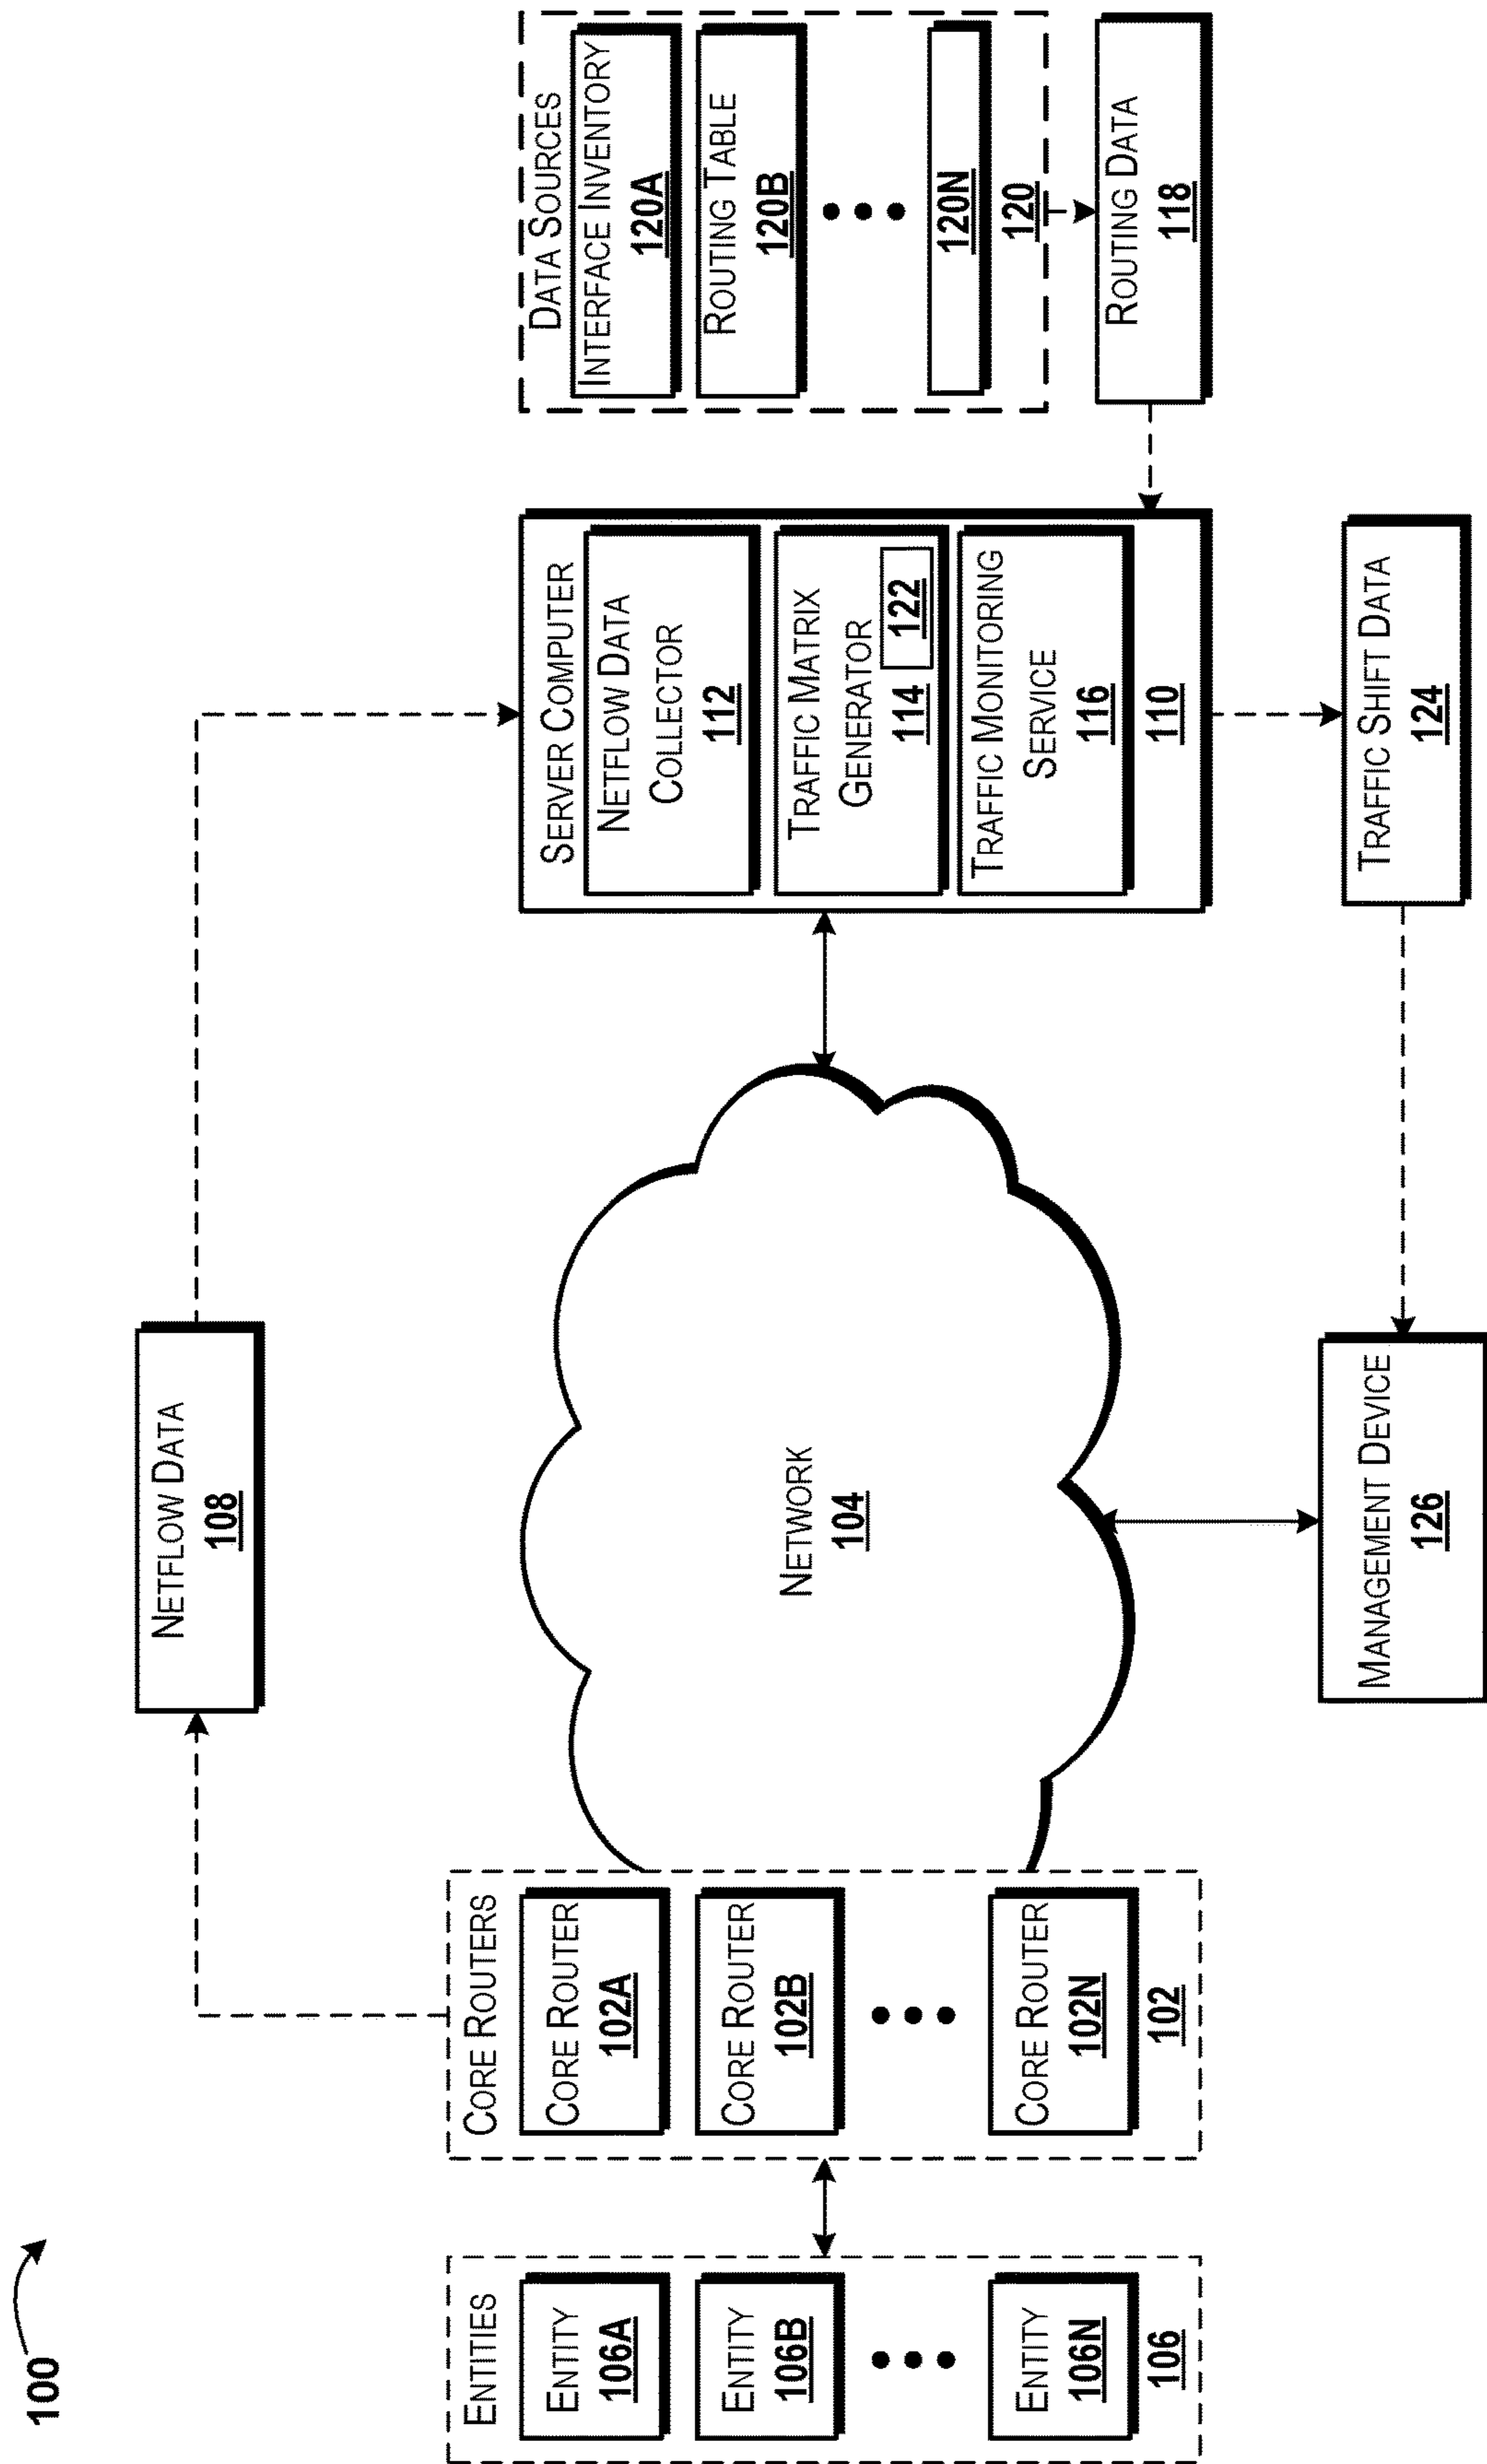 100
NETFLOW DATA
108
ENTITIES
ENTITY
106A
ENTITY
106B
ENTITY
106N
106
CORE ROUTERS
CORE ROUTER
102A
CORE ROUTER
102B
CORE ROUTER
102N
102
NETWORK
104
SERVER COMPUTER
NETFLOW DATA
COLLECTOR
112
TRAFFIC MATRIX
GENERATOR
114
122
TRAFFIC MONITORING
SERVICE
116
110
DATA SOURCES
INTERFACE INVENTORY
120A
ROUTING TABLE
120B
120N
120
ROUTING DATA
118
MANAGEMENT DEVICE
126
TRAFFIC SHIFT DATA
124